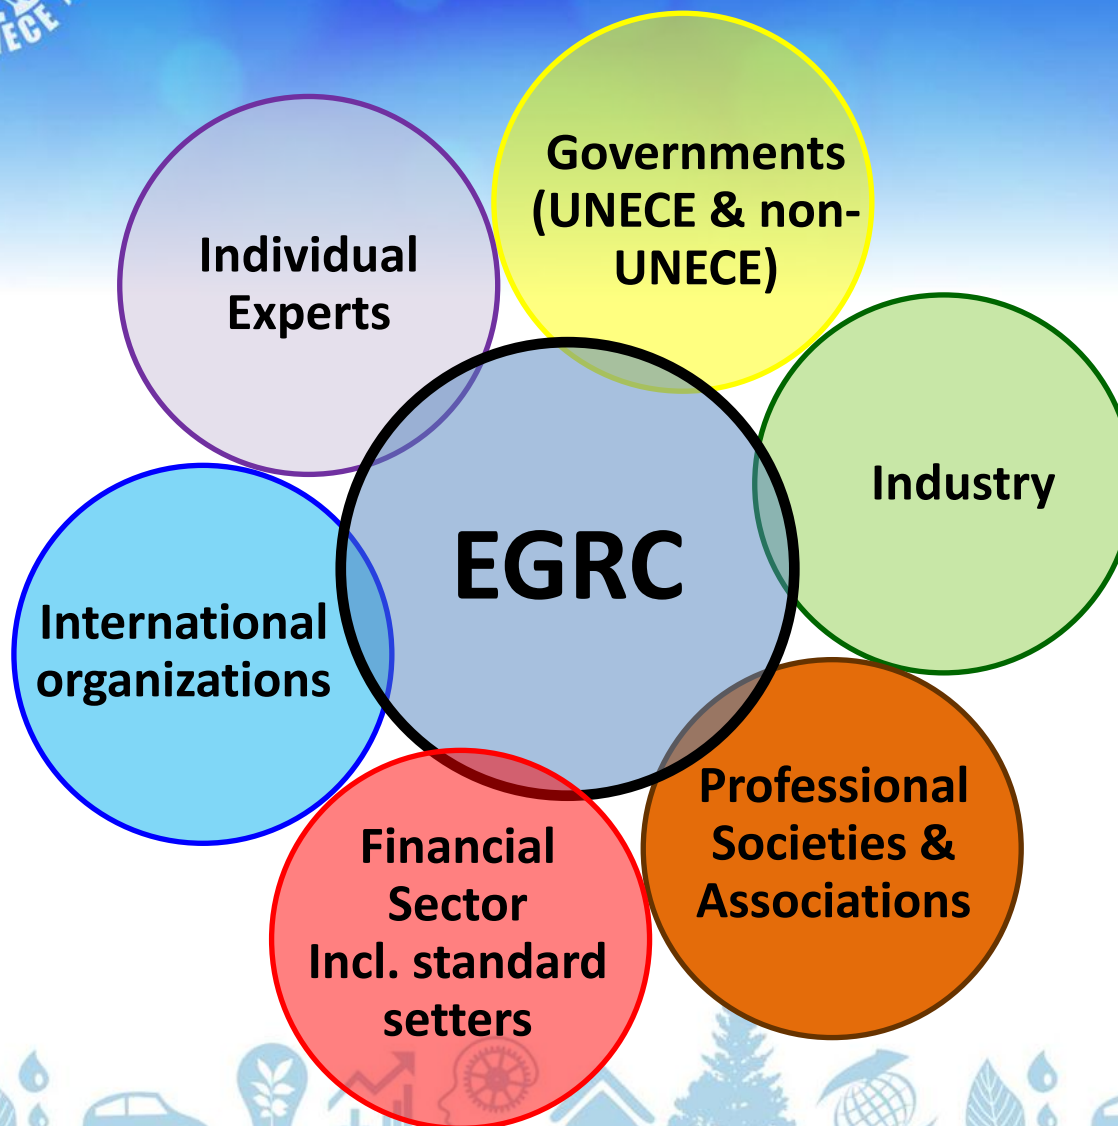 Governments
(UNECE & non-
UNECE)
Individual
Experts
Industry
EGRC
International
organizations
Professional
Societies &
Associations
Financial
Sector
Incl. standard
setters